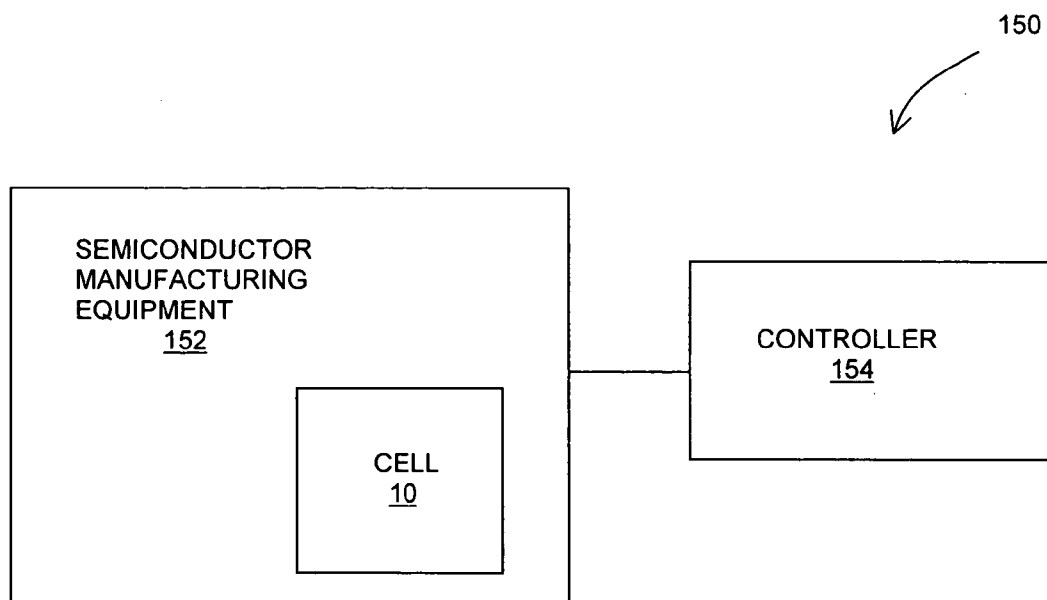 150
SEMICONDUCTOR
MANUFACTURING
EQUIPMENT
152
CONTROLLER
154
CELL
10